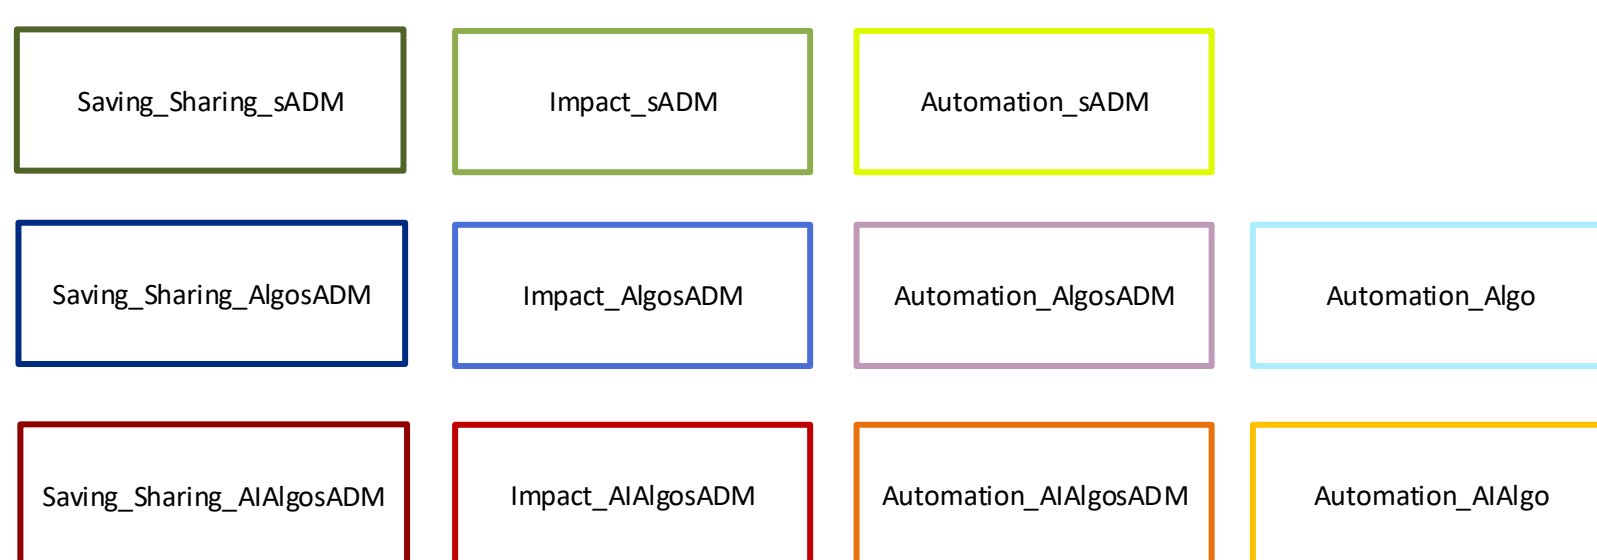 Saving_Sharing_sADM
Impact_sADM
Automation_sADM
Saving_Sharing_AlgosADM
Impact_AlgosADM
Automation_AlgosADM
Automation_Algo
Saving_Sharing_AIAlgosADM
Impact_AIAlgosADM
Automation_AIAlgosADM
Automation_AIAlgo